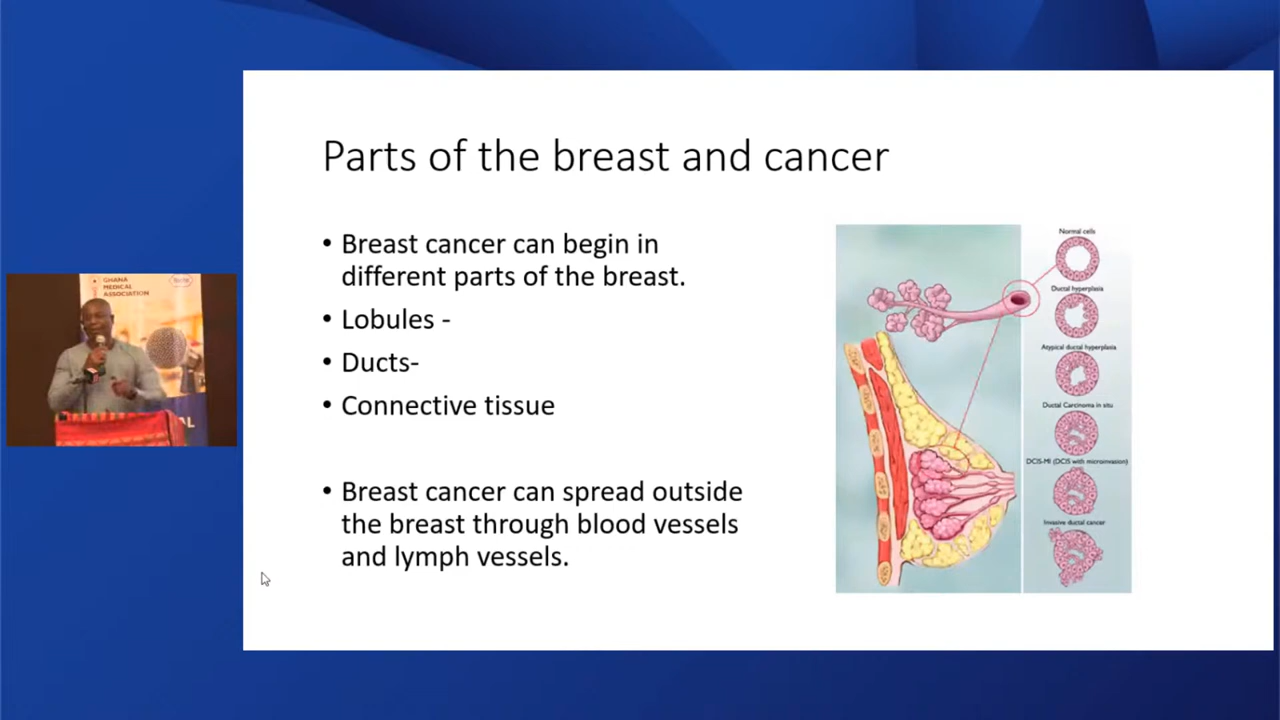 Parts of the breast and cancer
• Breast cancer can begin in
different parts of the breast.
• Lobules -
• Ducts-
• Connective tissue
• Breast cancer can spread outside
the breast through blood vessels
and lymph vessels.
Normal cells
Ductal hyperplasia
Atypical ductal hyperplasia
Ductal Carcinoma in situ
DCIS-MI (DCIS with microinvasion)
Invasive ductal cancer
GHANA
MEDICAL
ASSOCIATION